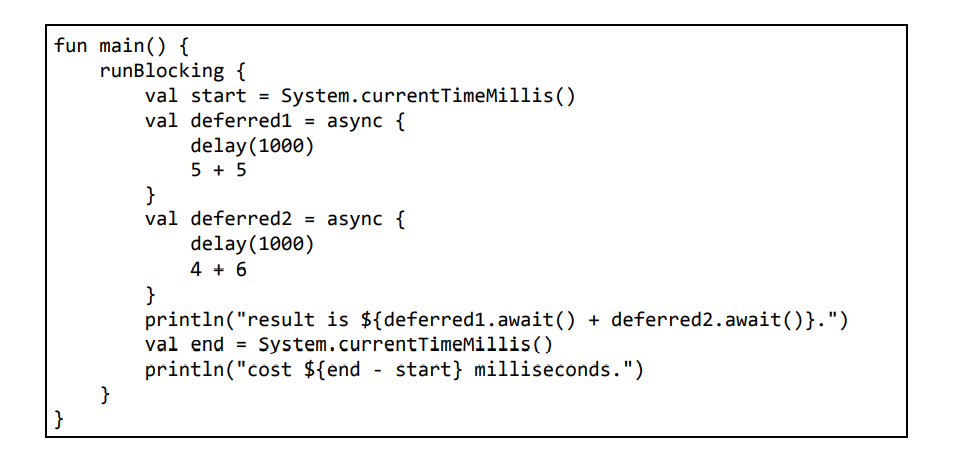 fun main() {
    runBlocking {
        val start = System.currentTimeMillis()
        val deferred1 = async {
            delay(1000)
            5 + 5
        }
        val deferred2 = async {
            delay(1000)
            4 + 6
        }
        println("result is ${deferred1.await() + deferred2.await()}.")
        val end = System.currentTimeMillis()
        println("cost ${end - start} milliseconds.")
    }
}